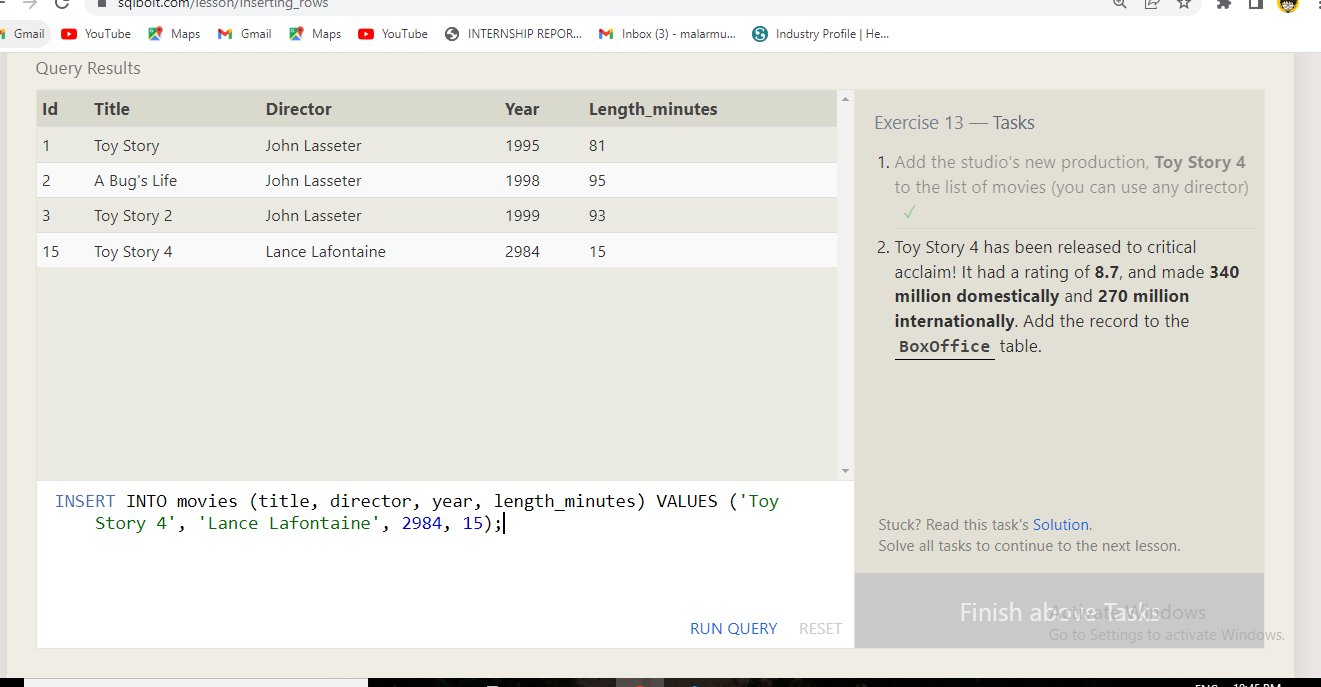 sqlbolt.com/lesson/inserting_rows
Gmail YouTube Maps Gmail Maps YouTube INTERNSHIP REPOR... Inbox (3) - malarmu... Industry Profile | He...
Query Results
Id Title Director Year Length_minutes
1 Toy Story John Lasseter 1995 81
2 A Bug's Life John Lasseter 1998 95
3 Toy Story 2 John Lasseter 1999 93
15 Toy Story 4 Lance Lafontaine 2984 15
INSERT INTO movies (title, director, year, length_minutes) VALUES ('Toy
Story 4', 'Lance Lafontaine', 2984, 15);
RUN QUERY RESET
Exercise 13 — Tasks
1. Add the studio's new production, Toy Story 4
to the list of movies (you can use any director)
✓
2. Toy Story 4 has been released to critical
acclaim! It had a rating of 8.7, and made 340
million domestically and 270 million
internationally. Add the record to the
BoxOffice table.
Stuck? Read this task's Solution.
Solve all tasks to continue to the next lesson.
Finish above Tasks
Activate Windows
Go to Settings to activate Windows.
ENG 10:45 PM